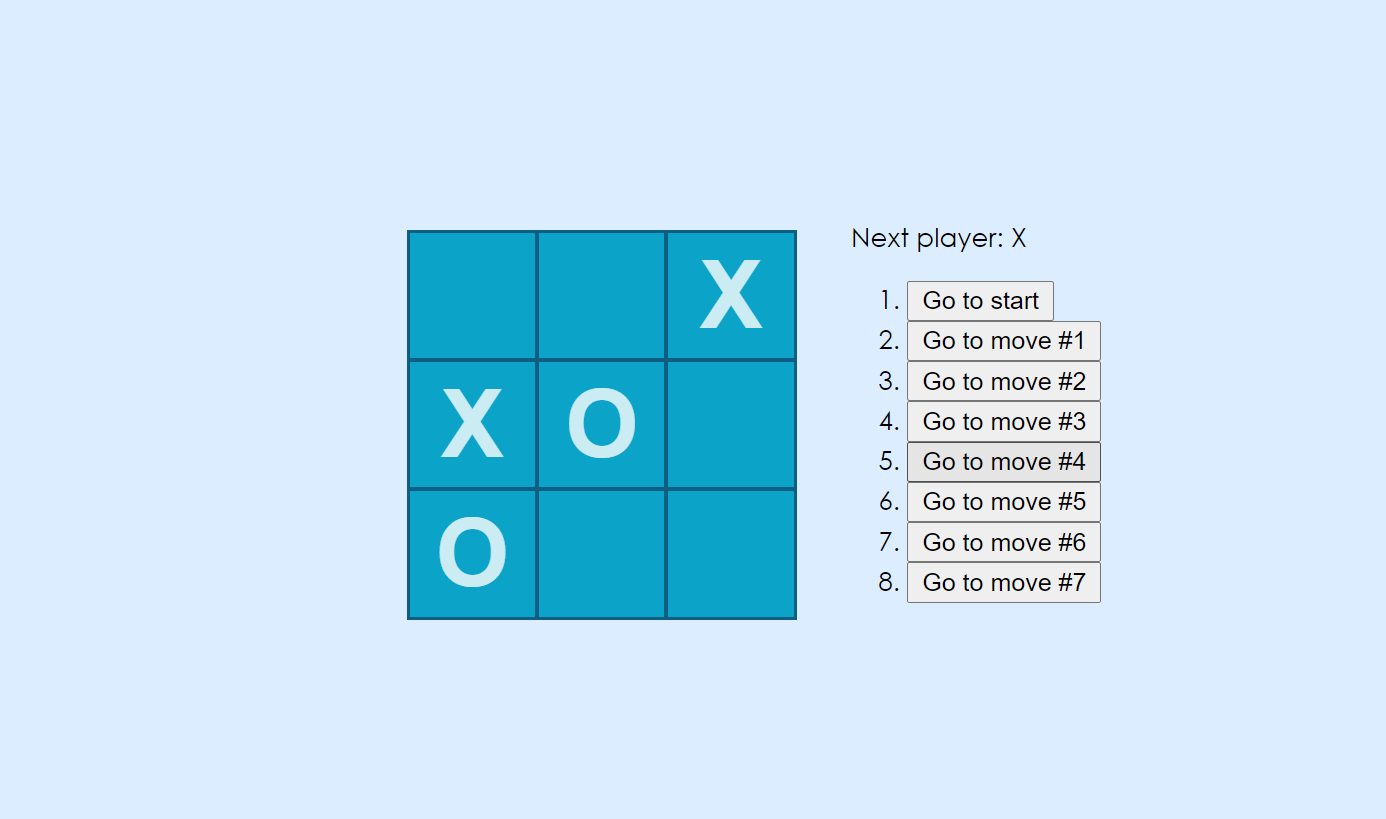 X
X O
O
Next player: X
1. Go to start
2. Go to move #1
3. Go to move #2
4. Go to move #3
5. Go to move #4
6. Go to move #5
7. Go to move #6
8. Go to move #7